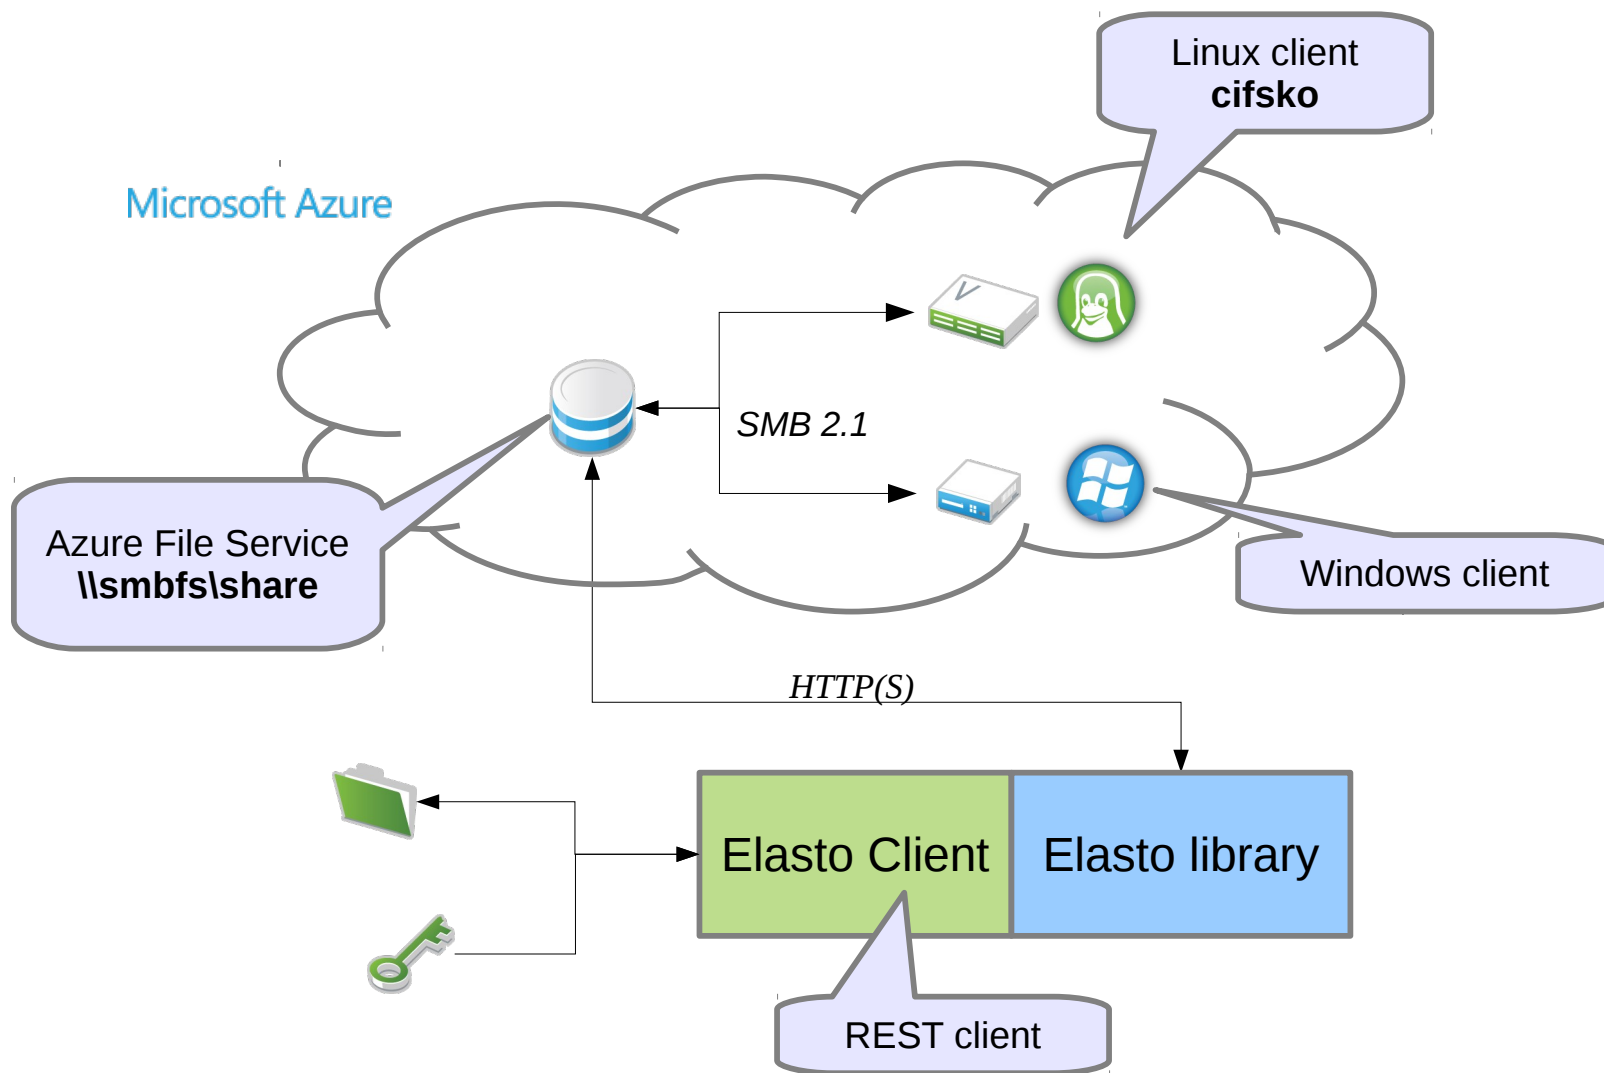 Linux client
cifsko
Microsoft Azure
SMB 2.1
Azure File Service
\\smbfs\share
Windows client
HTTP(S)
Elasto Client
Elasto library
REST client